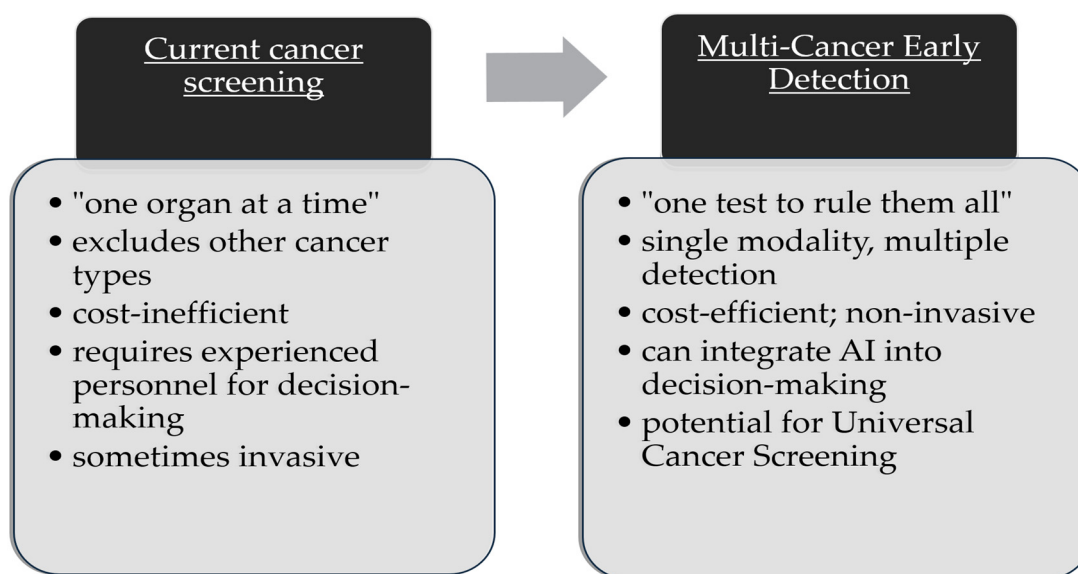 Current cancer
screening
• "one organ at a time"
• excludes other cancer
types
• cost-inefficient
• requires experienced
personnel for decision-
making
• sometimes invasive
Multi-Cancer Early
Detection
• "one test to rule them all"
• single modality, multiple
detection
• cost-efficient; non-invasive
• can integrate AI into
decision-making
• potential for Universal
Cancer Screening